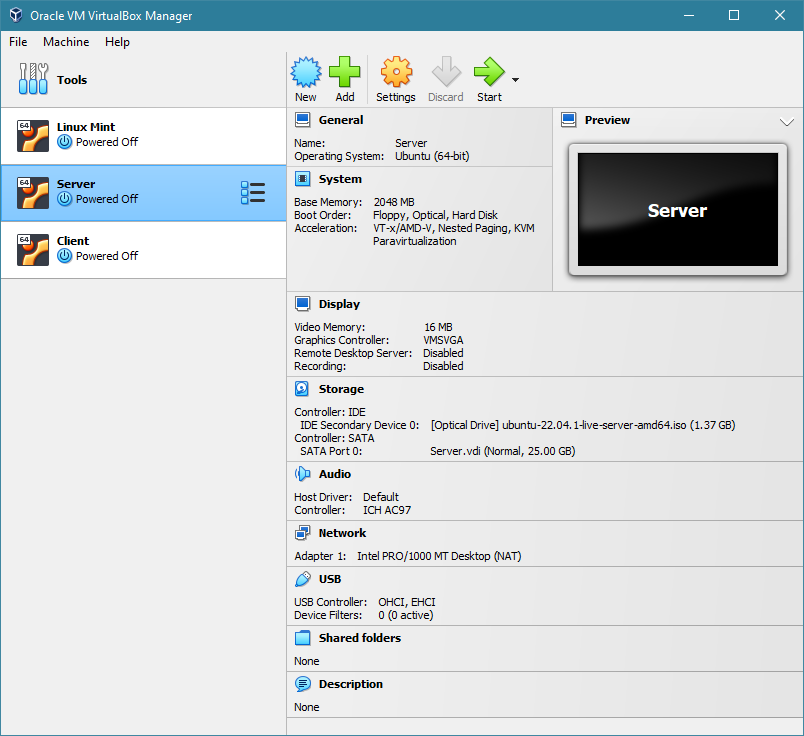 Oracle VM VirtualBox Manager
File Machine Help
Tools
64
Linux Mint
Powered Off
64
Server
Powered Off
64
Client
Powered Off
New Add Settings Discard Start
General
Name: Server
Operating System: Ubuntu (64-bit)
System
Base Memory: 2048 MB
Boot Order: Floppy, Optical, Hard Disk
Acceleration: VT-x/AMD-V, Nested Paging, KVM
Paravirtualization
Preview
Server
Display
Video Memory: 16 MB
Graphics Controller: VMSVGA
Remote Desktop Server: Disabled
Recording: Disabled
Storage
Controller: IDE
IDE Secondary Device 0: [Optical Drive] ubuntu-22.04.1-live-server-amd64.iso (1.37 GB)
Controller: SATA
SATA Port 0: Server.vdi (Normal, 25.00 GB)
Audio
Host Driver: Default
Controller: ICH AC97
Network
Adapter 1: Intel PRO/1000 MT Desktop (NAT)
USB
USB Controller: OHCI, EHCI
Device Filters: 0 (0 active)
Shared folders
None
Description
None